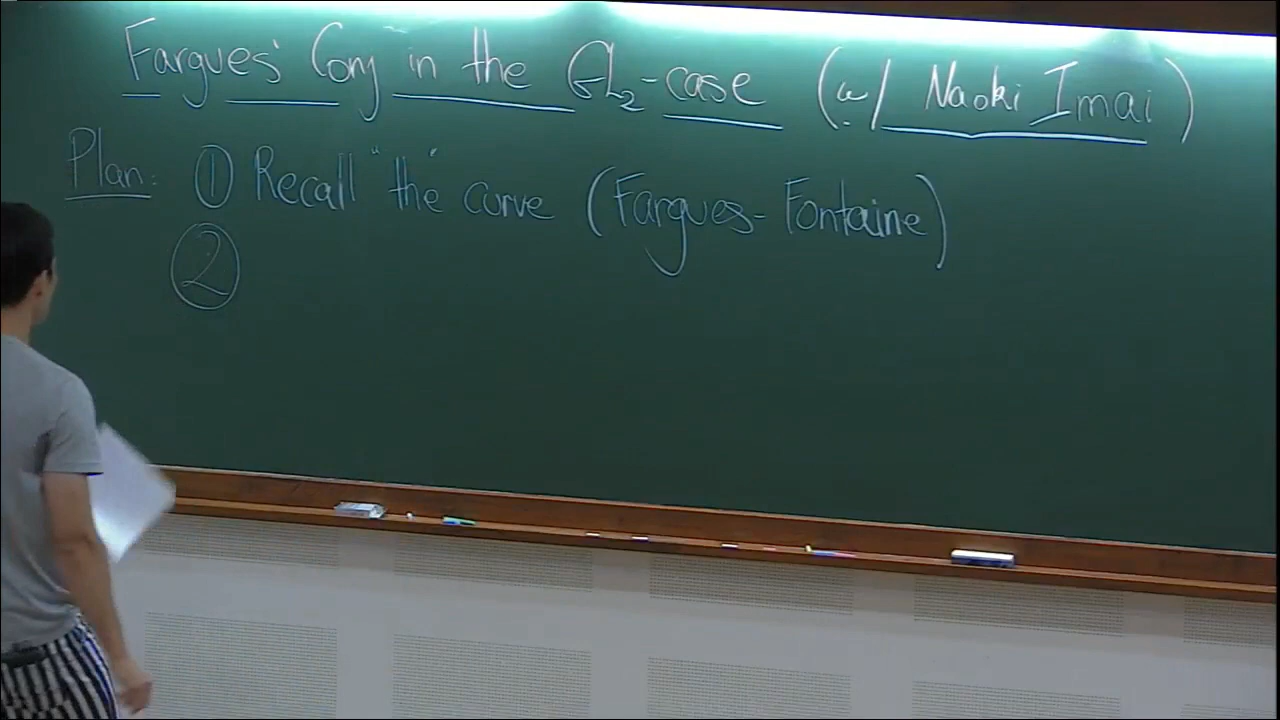 Fargues' Conj in the GL₂-case (w/ Naoki Imai)
Plan: ① Recall "the" curve (Fargues-Fontaine)
②